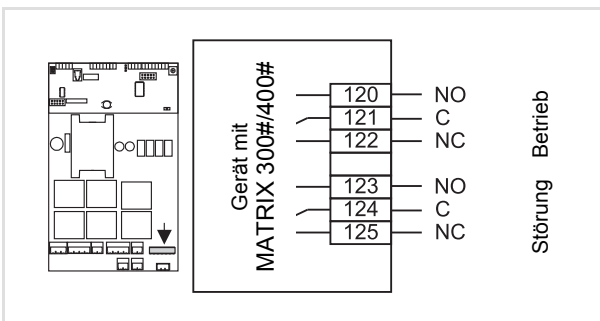 Gerät mit
MATRIX 300#/400#
120 NO
121 C
122 NC
123 NO
124 C
125 NC
Betrieb
Störung